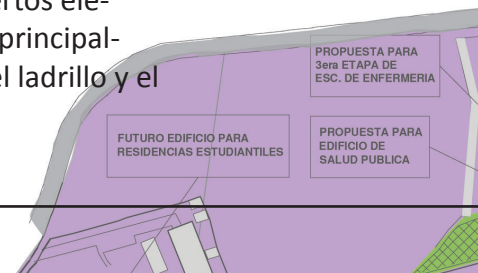 ertos ele-
principal-
el ladrillo y el
PROPUESTA PARA
3era ETAPA DE
ESC. DE ENFERMERIA
FUTURO EDIFICIO PARA
RESIDENCIAS ESTUDIANTILES
PROPUESTA PARA
EDIFICIO DE
SALUD PUBLICA